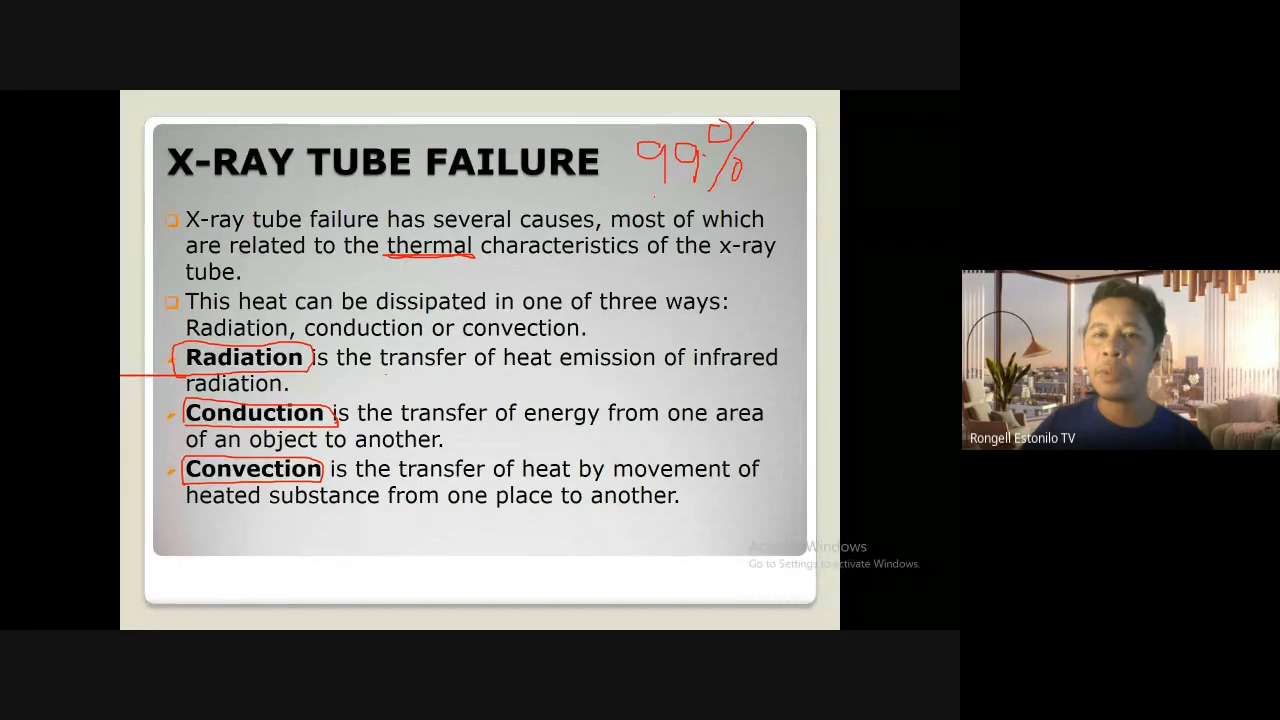 X-RAY TUBE FAILURE
99%
X-ray tube failure has several causes, most of which
are related to the thermal characteristics of the x-ray
tube.
This heat can be dissipated in one of three ways:
Radiation, conduction or convection.
Radiation is the transfer of heat emission of infrared
radiation.
Conduction is the transfer of energy from one area
of an object to another.
Convection is the transfer of heat by movement of
heated substance from one place to another.
Rongell Estonilo TV
Activate Windows
Go to Settings to activate Windows.